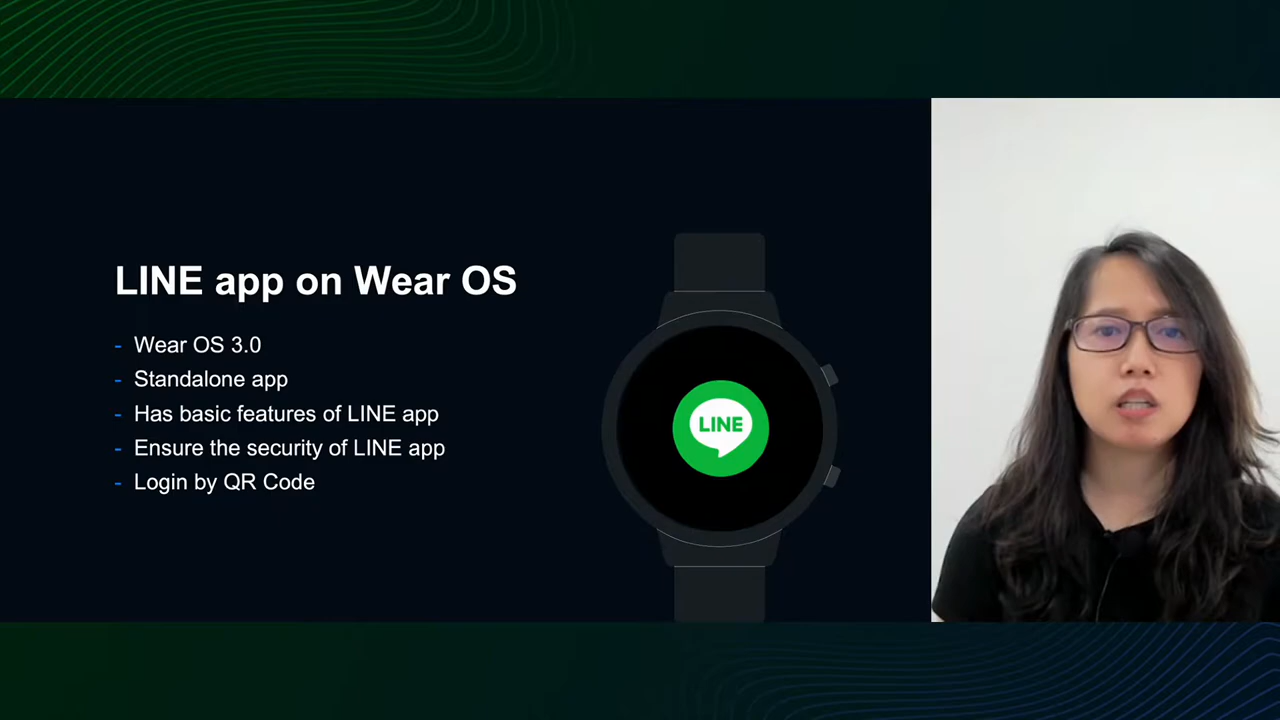 LINE app on Wear OS
- Wear OS 3.0
- Standalone app
- Has basic features of LINE app
- Ensure the security of LINE app
- Login by QR Code
LINE